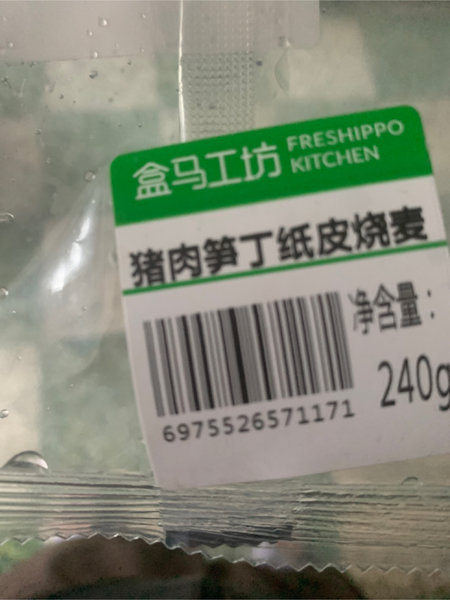 盒马工坊 FRESHIPPO
KITCHEN
猪肉笋丁纸皮烧麦
净含量：
240g
6975526571171